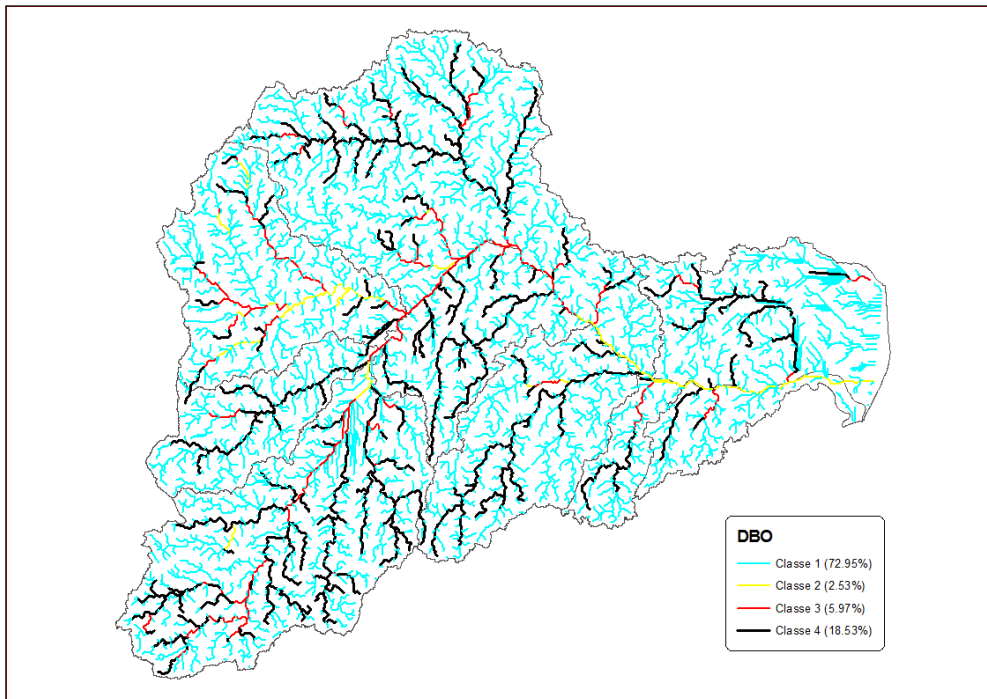 DBO
Classe 1 (72.95%)
Classe 2 (2.53%)
Classe 3 (5.97%)
Classe 4 (18.53%)